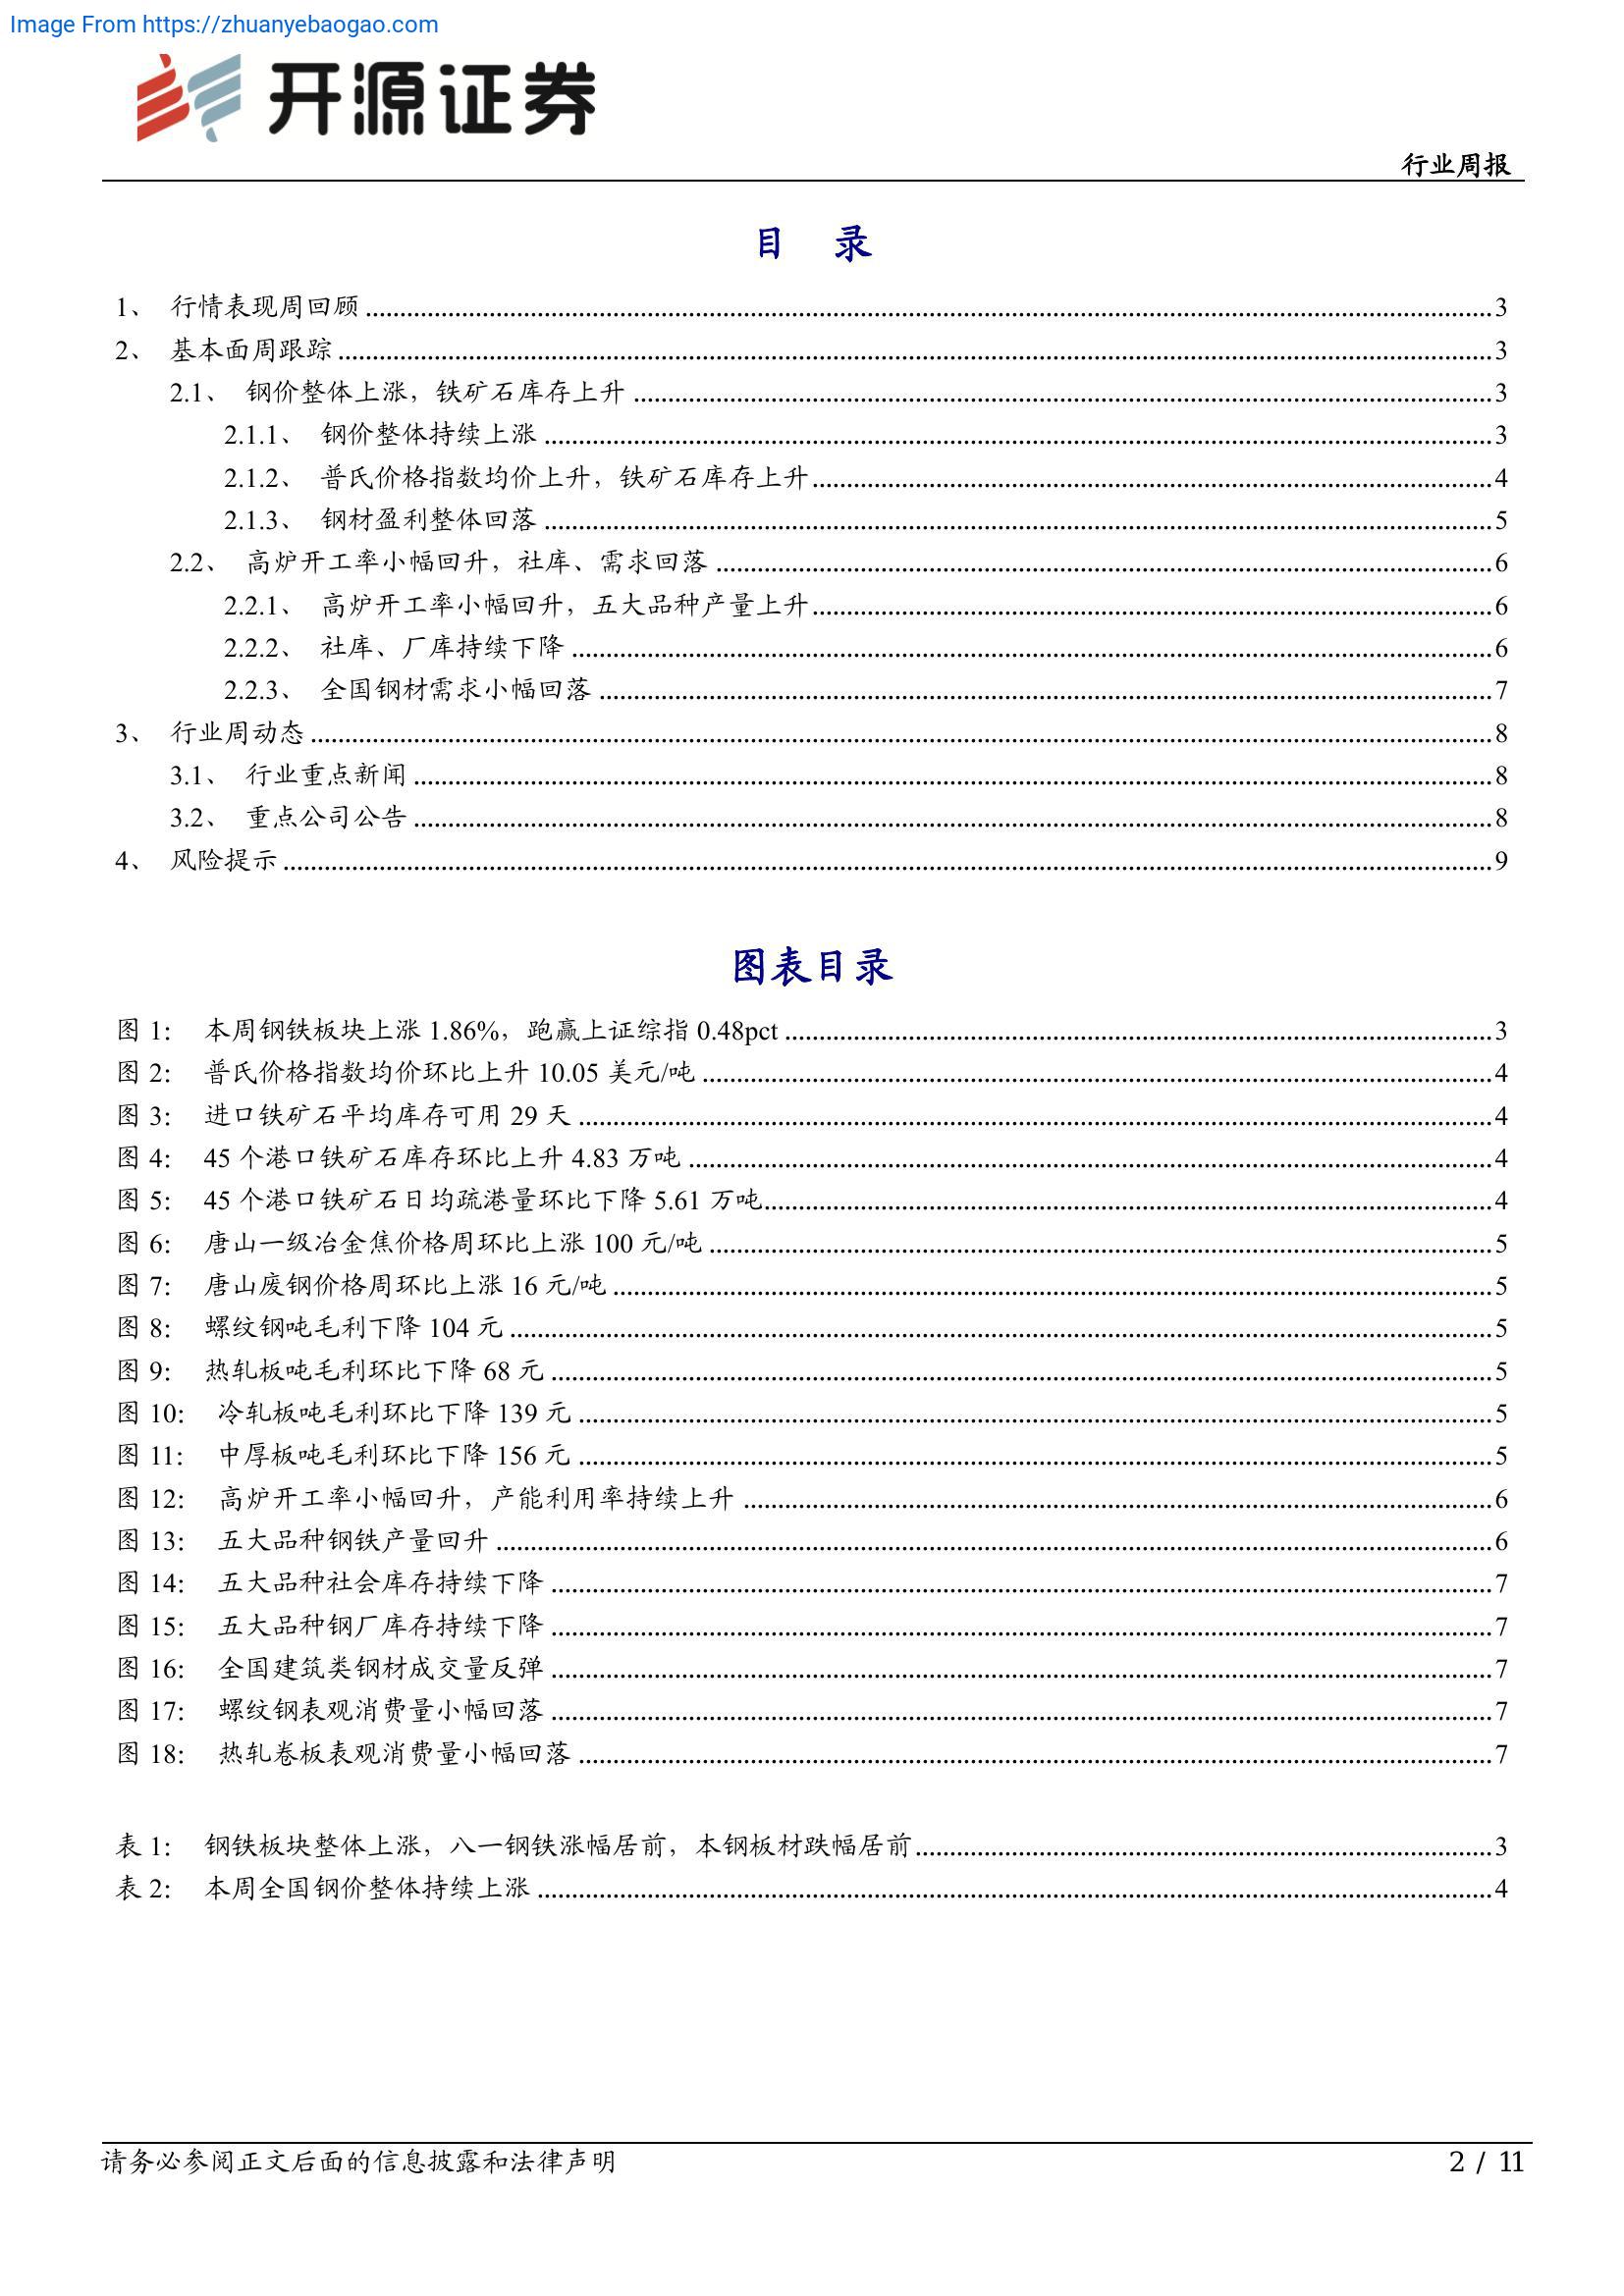 Image From https://zhuanyebaogao.com
开源证券
行业周报
目 录
1、 行情表现周回顾 3
2、 基本面周跟踪 3
2.1、 钢价整体上涨，铁矿石库存上升 3
2.1.1、 钢价整体持续上涨 3
2.1.2、 普氏价格指数均价上升，铁矿石库存上升 4
2.1.3、 钢材盈利整体回落 5
2.2、 高炉开工率小幅回升，社库、需求回落 6
2.2.1、 高炉开工率小幅回升，五大品种产量上升 6
2.2.2、 社库、厂库持续下降 6
2.2.3、 全国钢材需求小幅回落 7
3、 行业周动态 8
3.1、 行业重点新闻 8
3.2、 重点公司公告 8
4、 风险提示 9
图表目录
图 1： 本周钢铁板块上涨 1.86%，跑赢上证综指 0.48pct 3
图 2： 普氏价格指数均价环比上升 10.05 美元/吨 4
图 3： 进口铁矿石平均库存可用 29 天 4
图 4： 45 个港口铁矿石库存环比上升 4.83 万吨 4
图 5： 45 个港口铁矿石日均疏港量环比下降 5.61 万吨 4
图 6： 唐山一级冶金焦价格周环比上涨 100 元/吨 5
图 7： 唐山废钢价格周环比上涨 16 元/吨 5
图 8： 螺纹钢吨毛利下降 104 元 5
图 9： 热轧板吨毛利环比下降 68 元 5
图 10： 冷轧板吨毛利环比下降 139 元 5
图 11： 中厚板吨毛利环比下降 156 元 5
图 12： 高炉开工率小幅回升，产能利用率持续上升 6
图 13： 五大品种钢铁产量回升 6
图 14： 五大品种社会库存持续下降 7
图 15： 五大品种钢厂库存持续下降 7
图 16： 全国建筑类钢材成交量反弹 7
图 17： 螺纹钢表观消费量小幅回落 7
图 18： 热轧卷板表观消费量小幅回落 7
表 1： 钢铁板块整体上涨，八一钢铁涨幅居前，本钢板材跌幅居前 3
表 2： 本周全国钢价整体持续上涨 4
请务必参阅正文后面的信息披露和法律声明 2 / 11